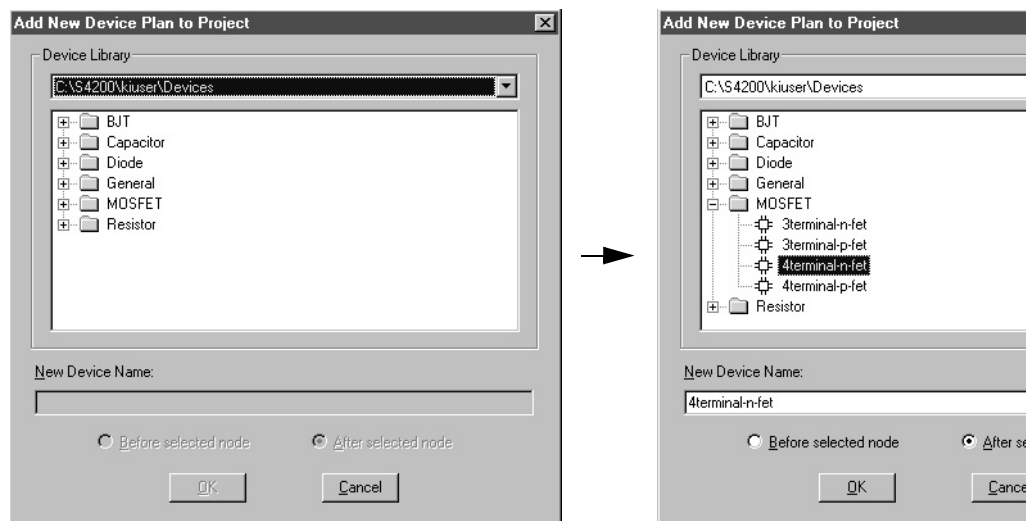 Add New Device Plan to Project
Device Library
C:\S4200\kiuser\Devices
BJT
Capacitor
Diode
General
MOSFET
Resistor
New Device Name:
Before selected node After selected node
OK Cancel
Add New Device Plan to Project
Device Library
C:\S4200\kiuser\Devices
BJT
Capacitor
Diode
General
MOSFET
3terminal-n-fet
3terminal-p-fet
4terminal-n-fet
4terminal-p-fet
Resistor
New Device Name:
4terminal-n-fet
Before selected node After se
OK Cance